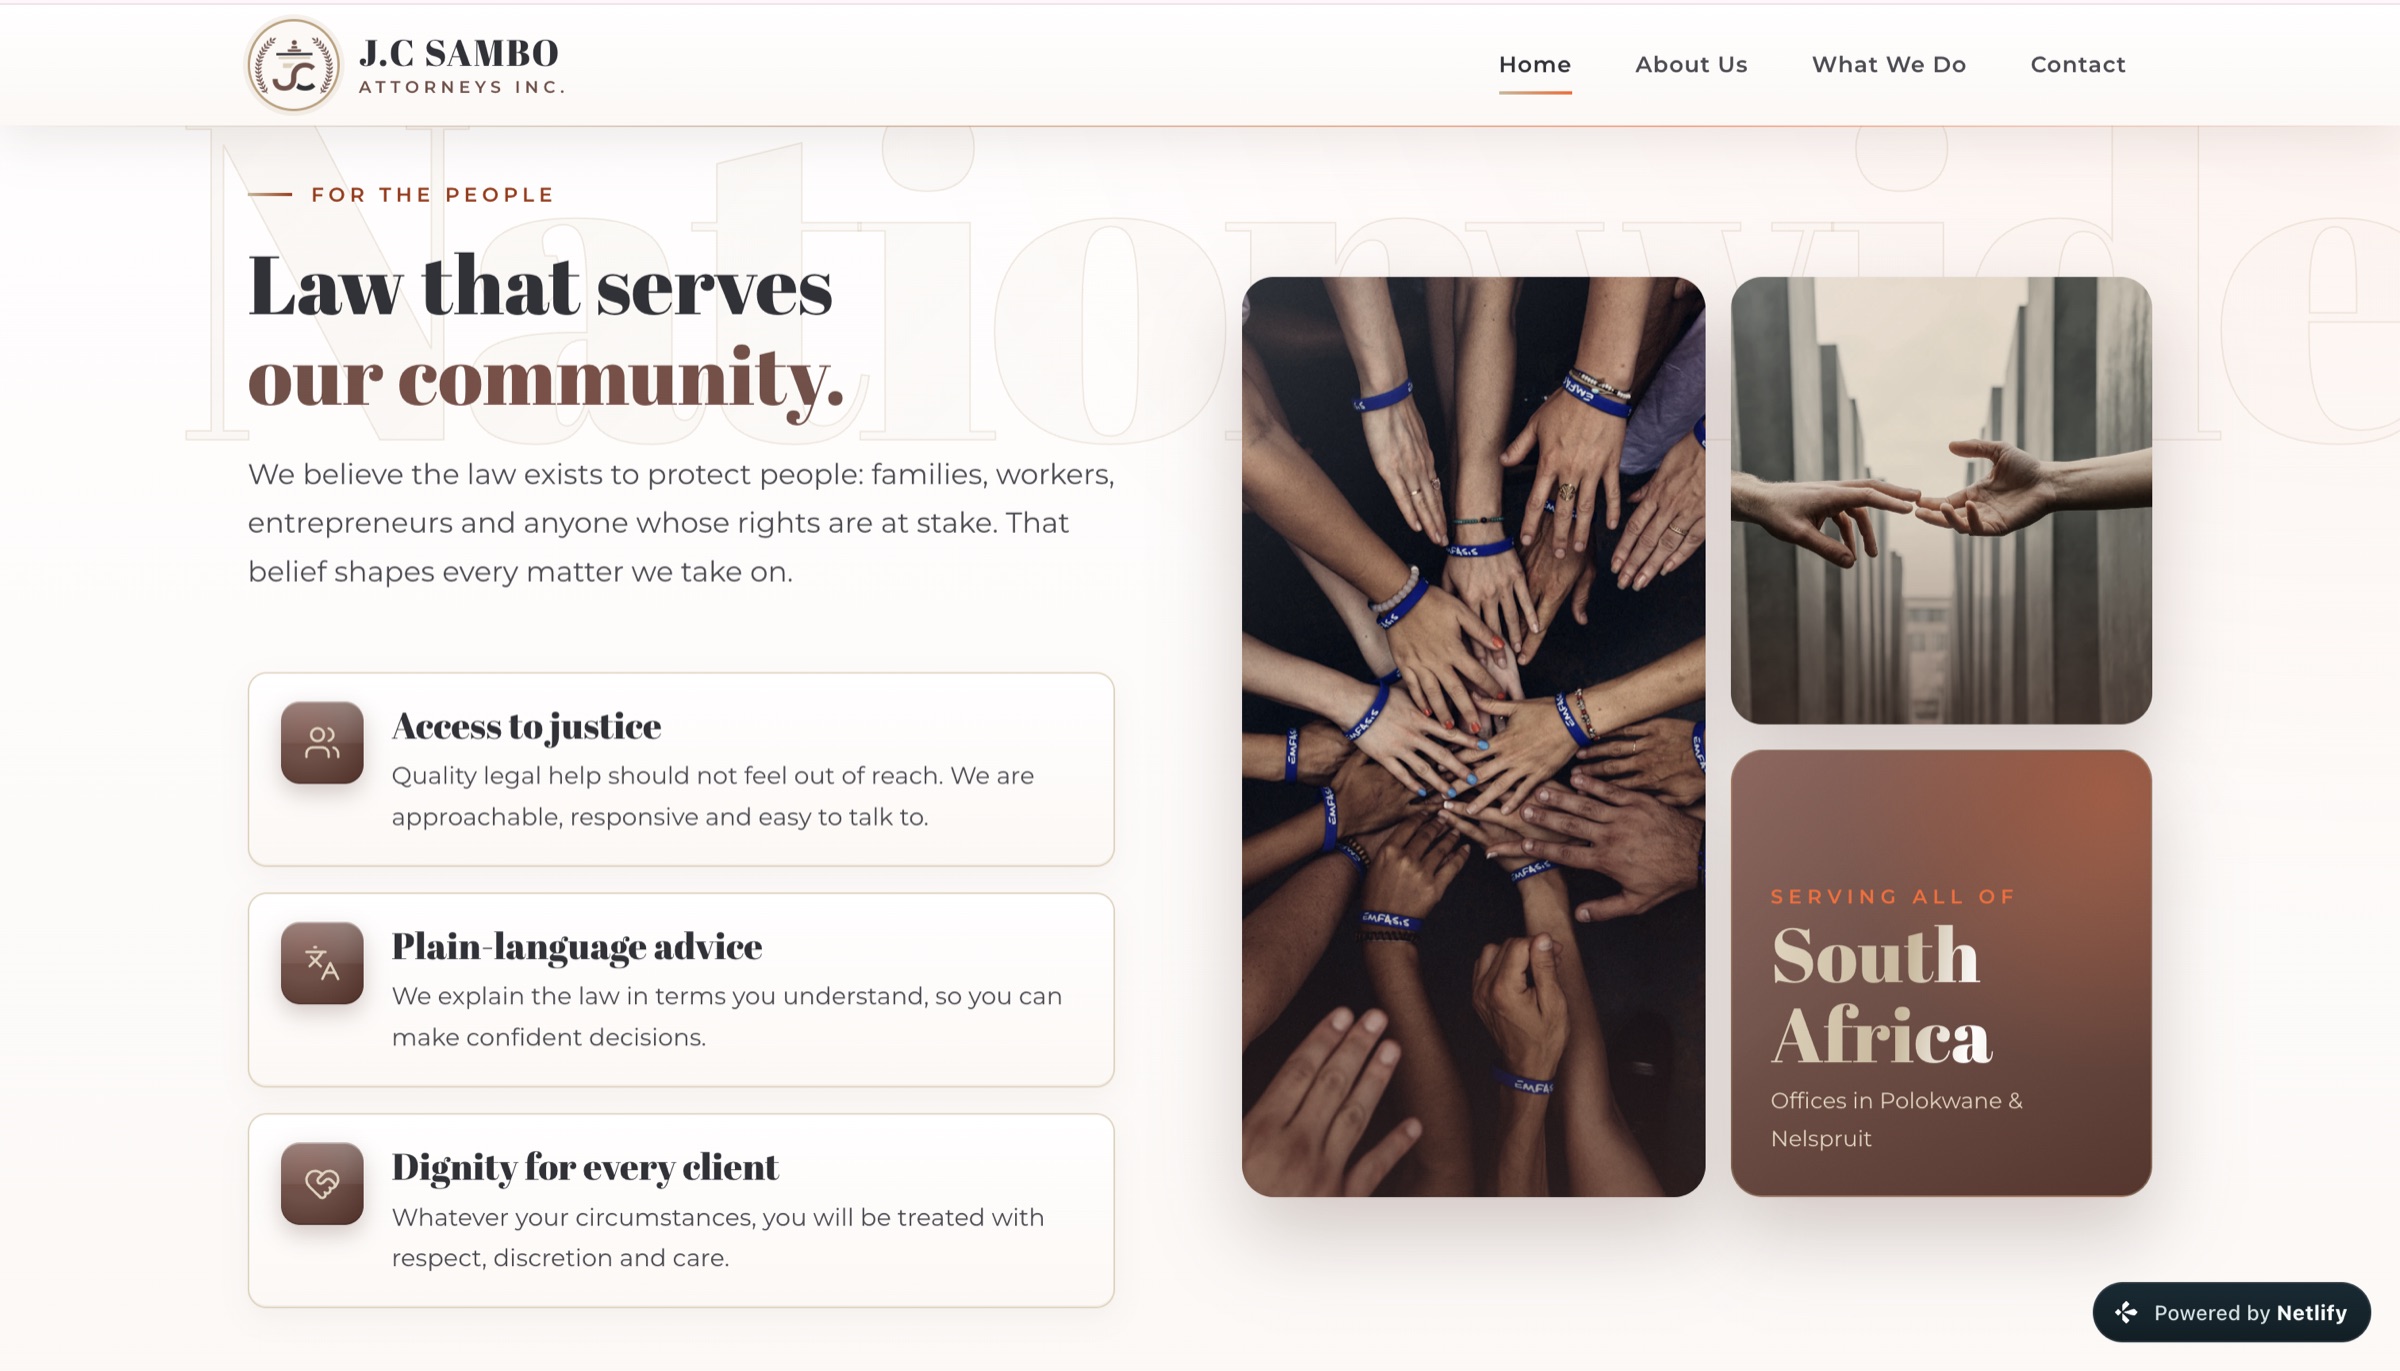 J.C SAMBO
ATTORNEYS INC.
Home
About Us
What We Do
Contact
Nationwide
FOR THE PEOPLE
Law that serves
our community.
We believe the law exists to protect people: families, workers,
entrepreneurs and anyone whose rights are at stake. That
belief shapes every matter we take on.
Access to justice
Quality legal help should not feel out of reach. We are
approachable, responsive and easy to talk to.
Plain-language advice
We explain the law in terms you understand, so you can
make confident decisions.
Dignity for every client
Whatever your circumstances, you will be treated with
respect, discretion and care.
EMFASIS
SERVING ALL OF
South
Africa
Offices in Polokwane &
Nelspruit
Powered by Netlify